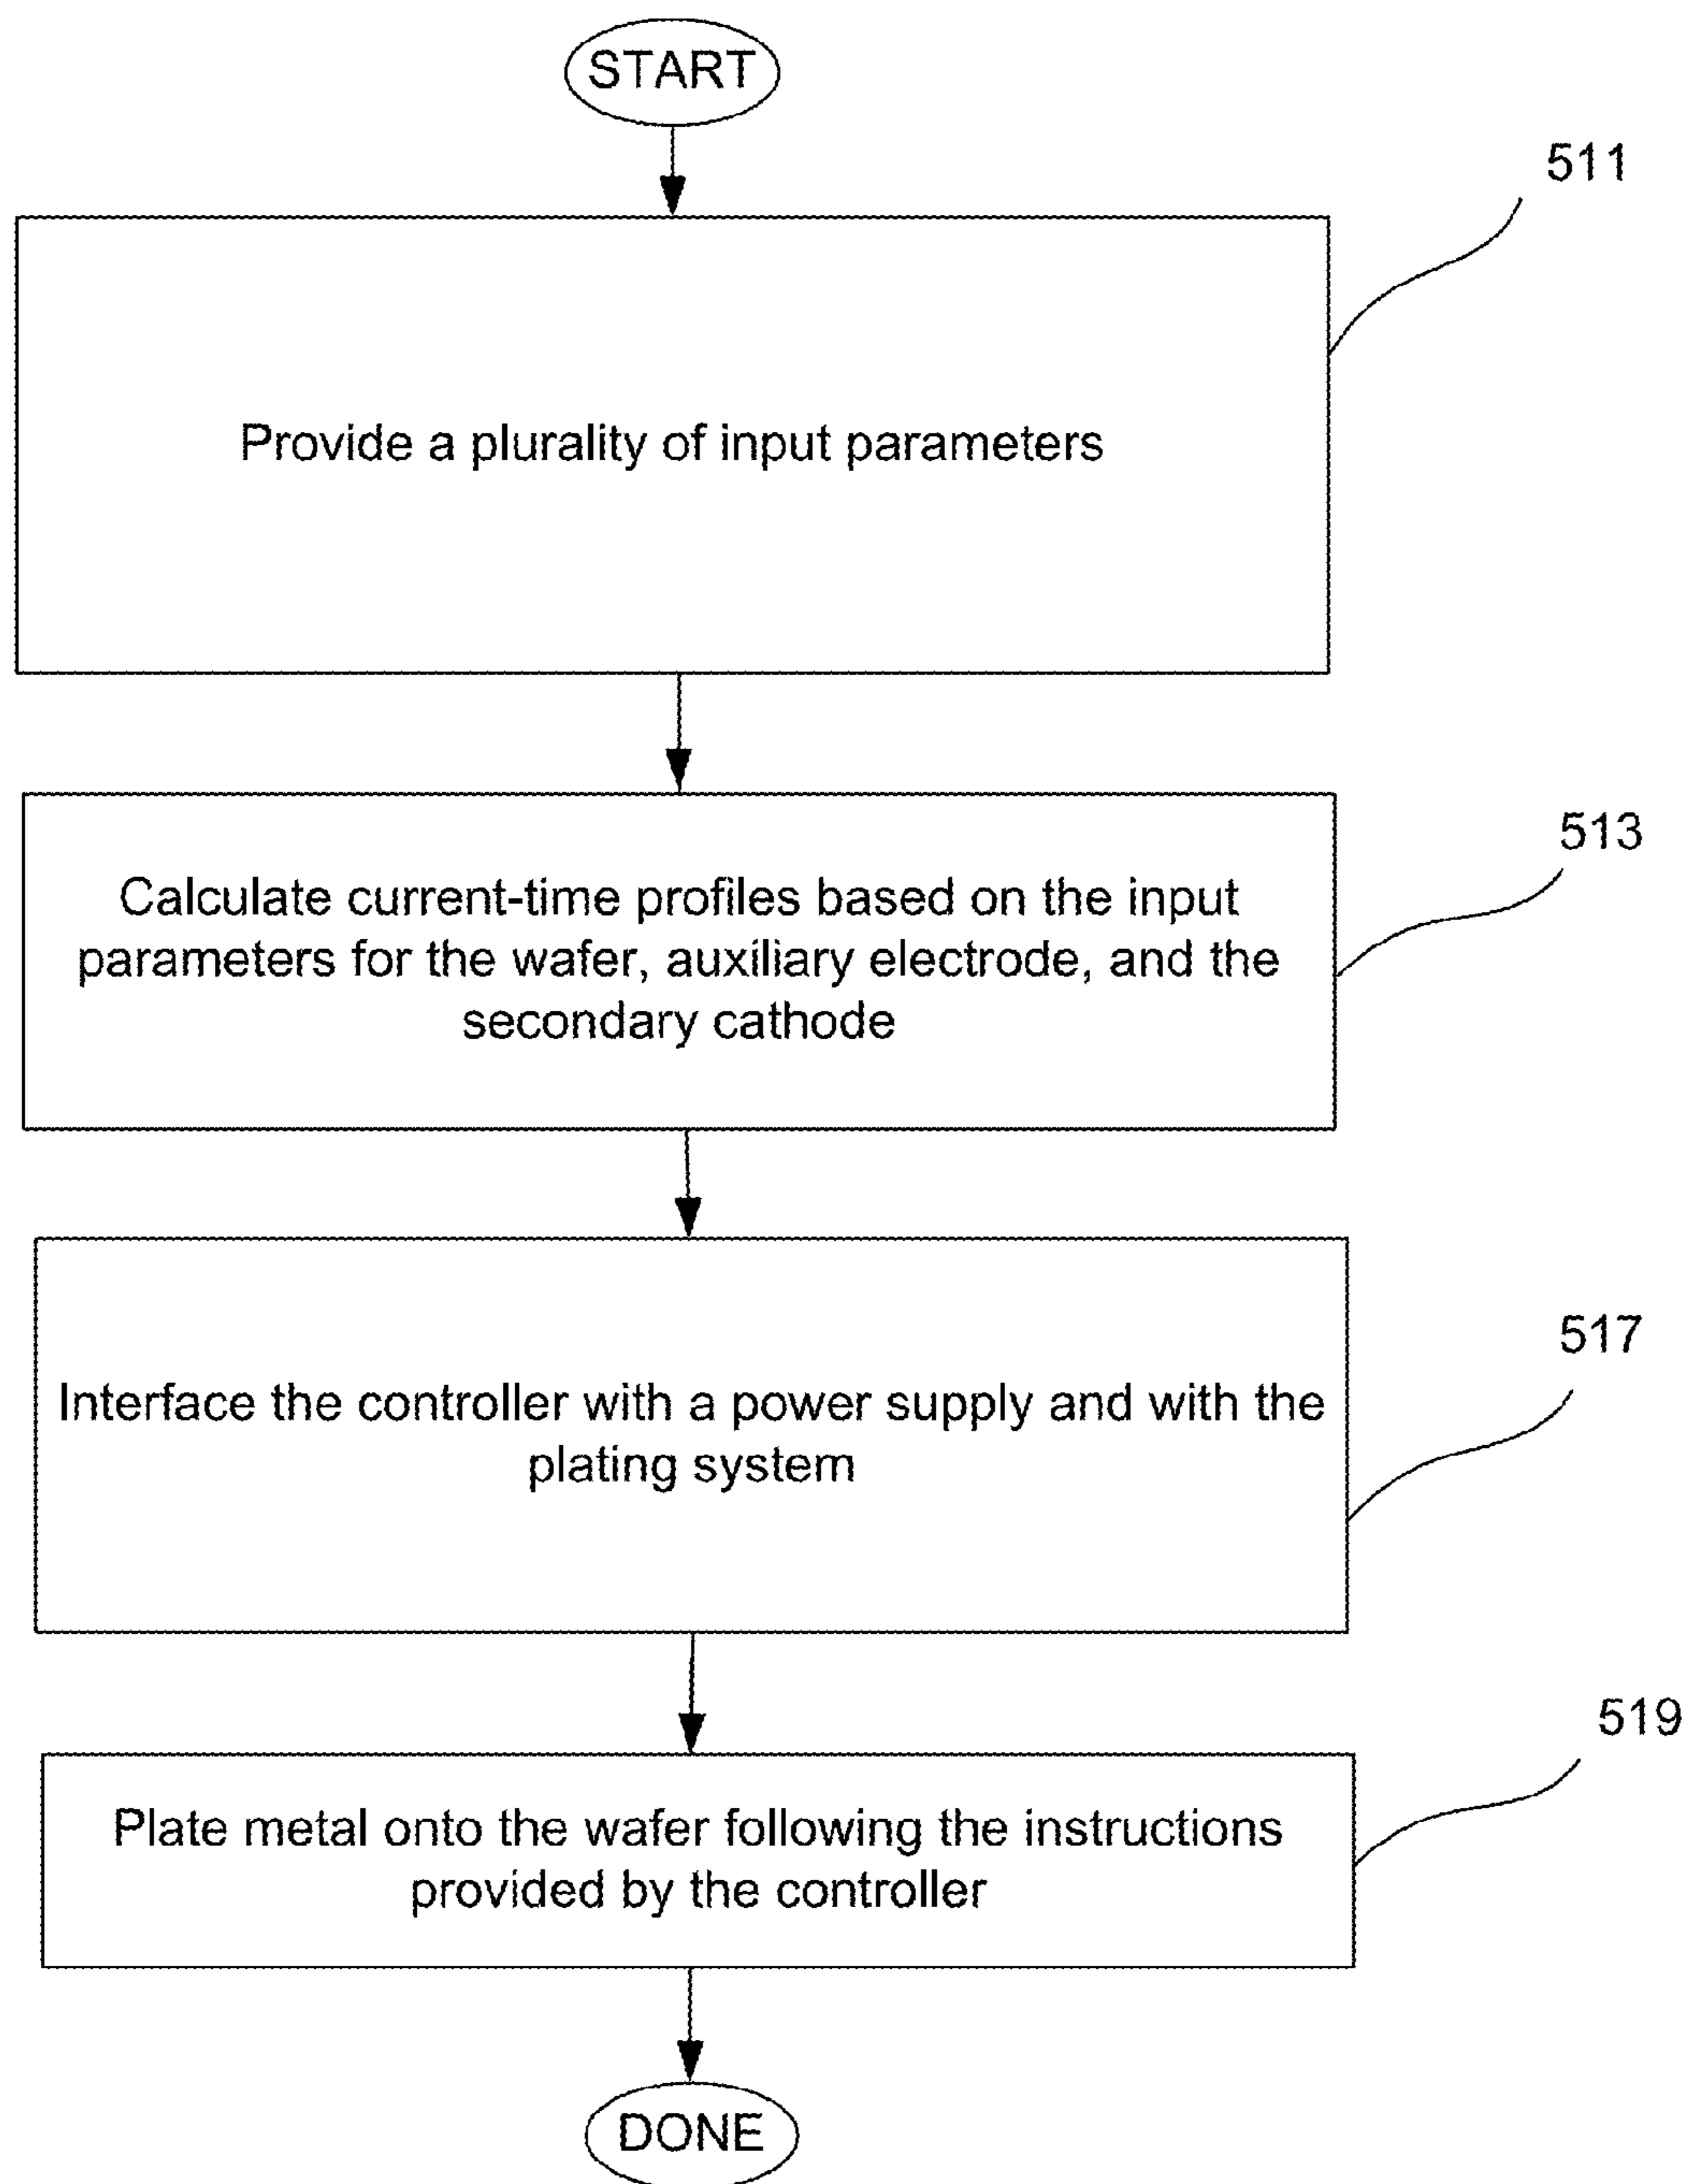 START
511
Provide a plurality of input parameters
513
Calculate current-time profiles based on the input
parameters for the wafer, auxiliary electrode, and the
secondary cathode
517
Interface the controller with a power supply and with the
plating system
519
Plate metal onto the wafer following the instructions
provided by the controller
DONE